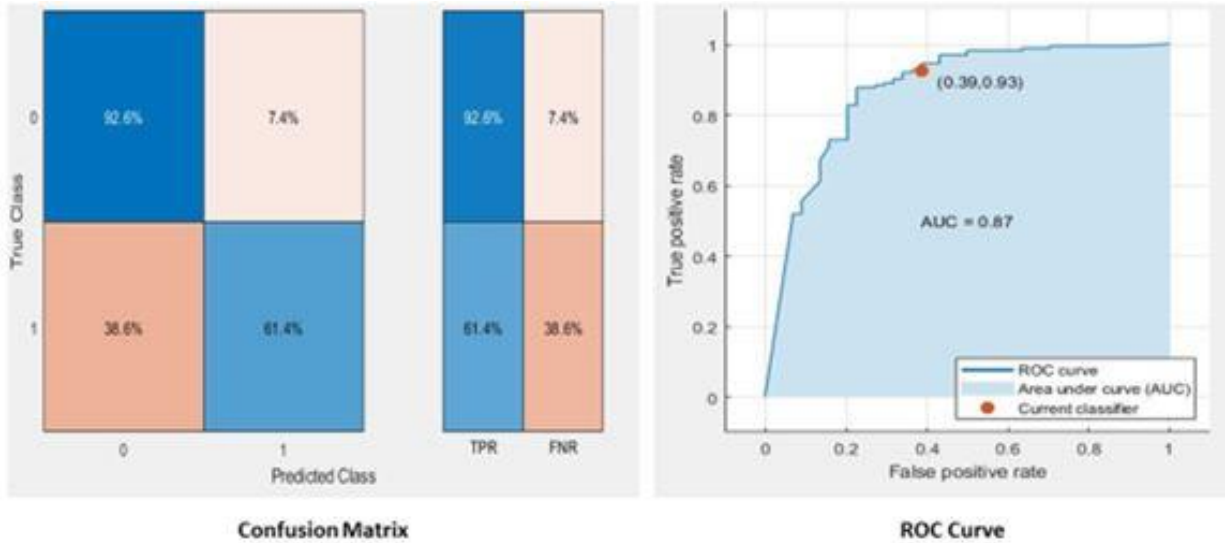 True Class
0
92.6%
7.4%
92.6%
7.4%
1
38.6%
61.4%
61.4%
38.6%
0
1
TPR
FNR
Predicted Class
True positive rate
1
0.8
0.6
0.4
0.2
0
(0.39,0.93)
AUC = 0.87
ROC curve
Area under curve (AUC)
Current classifier
0
0.2
0.4
0.6
0.8
1
False positive rate
Confusion Matrix
ROC Curve